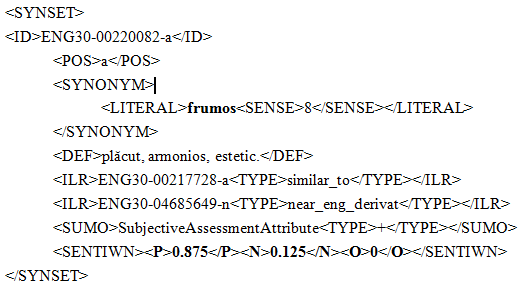 <SYNSET>
<ID>ENG30-00220082-a</ID>
<POS>a</POS>
<SYNONYM>
<LITERAL>frumos<SENSE>8</SENSE></LITERAL>
</SYNONYM>
<DEF>plăcut, armonios, estetic.</DEF>
<ILR>ENG30-00217728-a<TYPE>similar_to</TYPE></ILR>
<ILR>ENG30-04685649-n<TYPE>near_eng_derivat</TYPE></ILR>
<SUMO>SubjectiveAssessmentAttribute<TYPE>+</TYPE></SUMO>
<SENTIWN><P>0.875</P><N>0.125</N><O>0</O></SENTIWN>
</SYNSET>